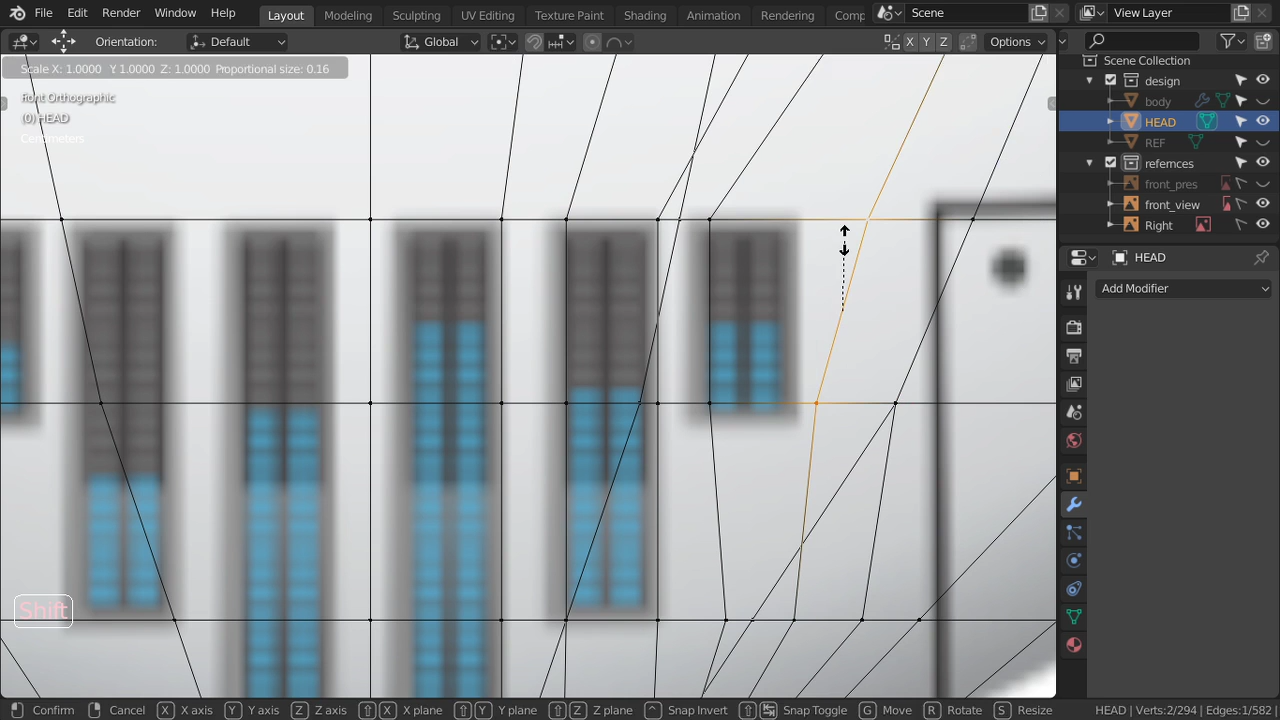 File Edit Render Window Help
Layout Modeling Sculpting UV Editing Texture Paint Shading Animation Rendering Comp
Scene
View Layer
Orientation: Default
Global
X Y Z
Options
Scale X: 1.0000 Y 1.0000 Z: 1.0000 Proportional size: 0.16
Front Orthographic
(0) HEAD
Centimeters
Shift
Scene Collection
design
body
HEAD
REF
refernces
front_pres
front_view
Right
HEAD
Add Modifier
Confirm Cancel X X axis Y Y axis Z Z axis X X plane Y Y plane Z Z plane ^ Snap Invert Snap Toggle G Move R Rotate S Resize
HEAD | Verts:2/294 | Edges:1/582 |